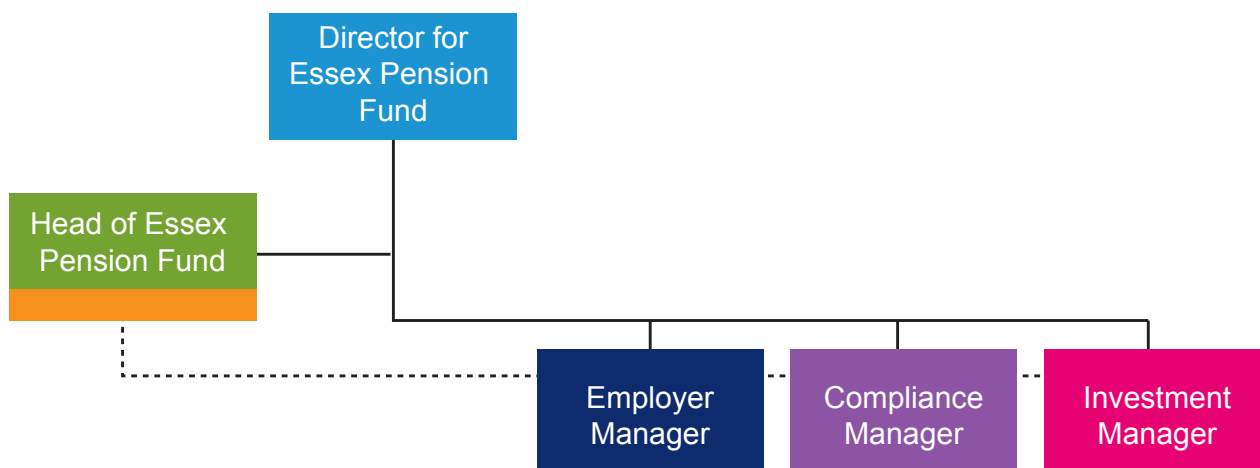 Director for
Essex Pension
Fund
Head of Essex
Pension Fund
Employer
Manager
Compliance
Manager
Investment
Manager